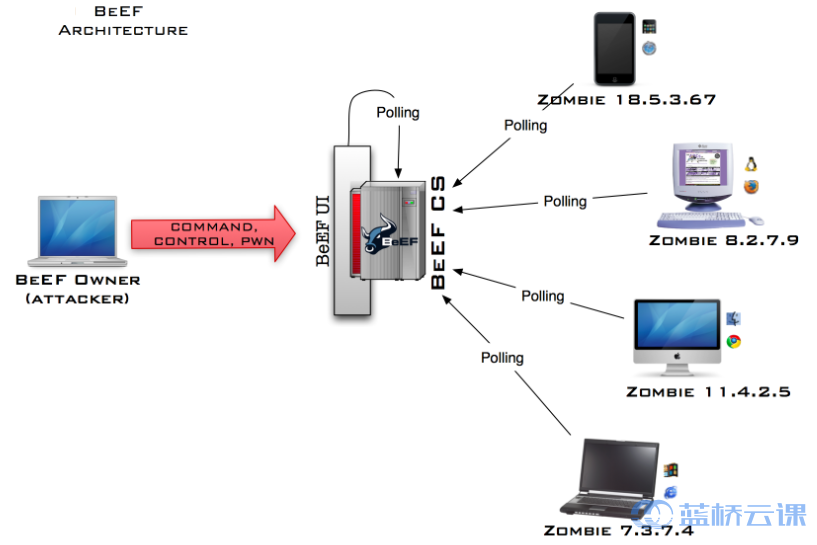 BeEF
Architecture
Zombie 18.5.3.67
Polling
Polling
Polling
Zombie 8.2.7.9
BeEF UI
BeEF
BeEF CS
COMMAND,
CONTROL, PWN
BeEF Owner
(attacker)
Polling
Polling
Zombie 11.4.2.5
Zombie 7.3.7.4
蓝桥云课